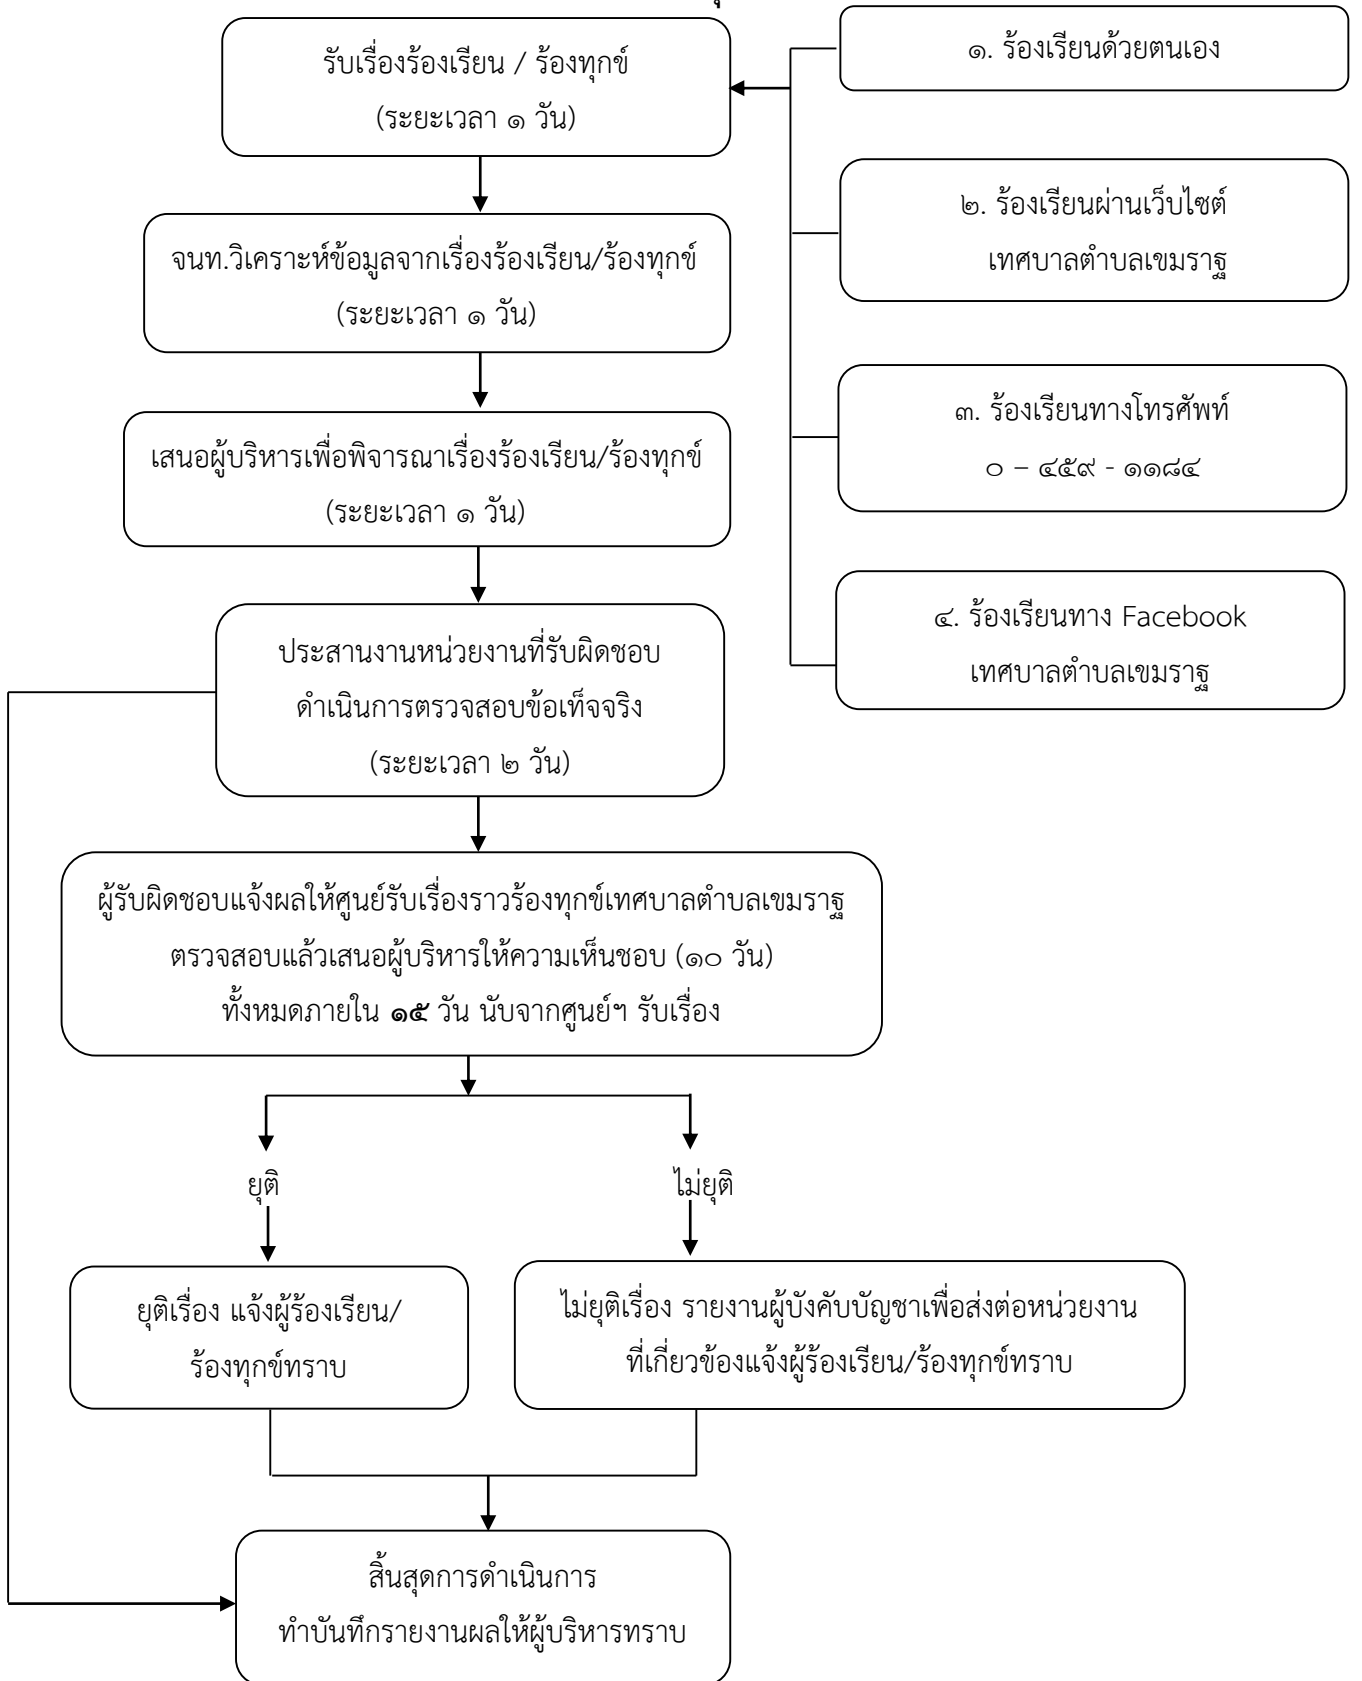 รับเรื่องร้องเรียน / ร้องทุกข์
(ระยะเวลา ๑ วัน)
๑. ร้องเรียนด้วยตนเอง
๒. ร้องเรียนผ่านเว็บไซต์
เทศบาลตำบลเขมราฐ
๓. ร้องเรียนทางโทรศัพท์
๐ – ๔๕๙ - ๑๑๘๔
๔. ร้องเรียนทาง Facebook
เทศบาลตำบลเขมราฐ
จนท.วิเคราะห์ข้อมูลจากเรื่องร้องเรียน/ร้องทุกข์
(ระยะเวลา ๑ วัน)
เสนอผู้บริหารเพื่อพิจารณาเรื่องร้องเรียน/ร้องทุกข์
(ระยะเวลา ๑ วัน)
ประสานงานหน่วยงานที่รับผิดชอบ
ดำเนินการตรวจสอบข้อเท็จจริง
(ระยะเวลา ๒ วัน)
ผู้รับผิดชอบแจ้งผลให้ศูนย์รับเรื่องราวร้องทุกข์เทศบาลตำบลเขมราฐ
ตรวจสอบแล้วเสนอผู้บริหารให้ความเห็นชอบ (๑๐ วัน)
ทั้งหมดภายใน ๑๕ วัน นับจากศูนย์ฯ รับเรื่อง
ยุติ
ไม่ยุติ
ยุติเรื่อง แจ้งผู้ร้องเรียน/
ร้องทุกข์ทราบ
ไม่ยุติเรื่อง รายงานผู้บังคับบัญชาเพื่อส่งต่อหน่วยงาน
ที่เกี่ยวข้องแจ้งผู้ร้องเรียน/ร้องทุกข์ทราบ
สิ้นสุดการดำเนินการ
ทำบันทึกรายงานผลให้ผู้บริหารทราบ